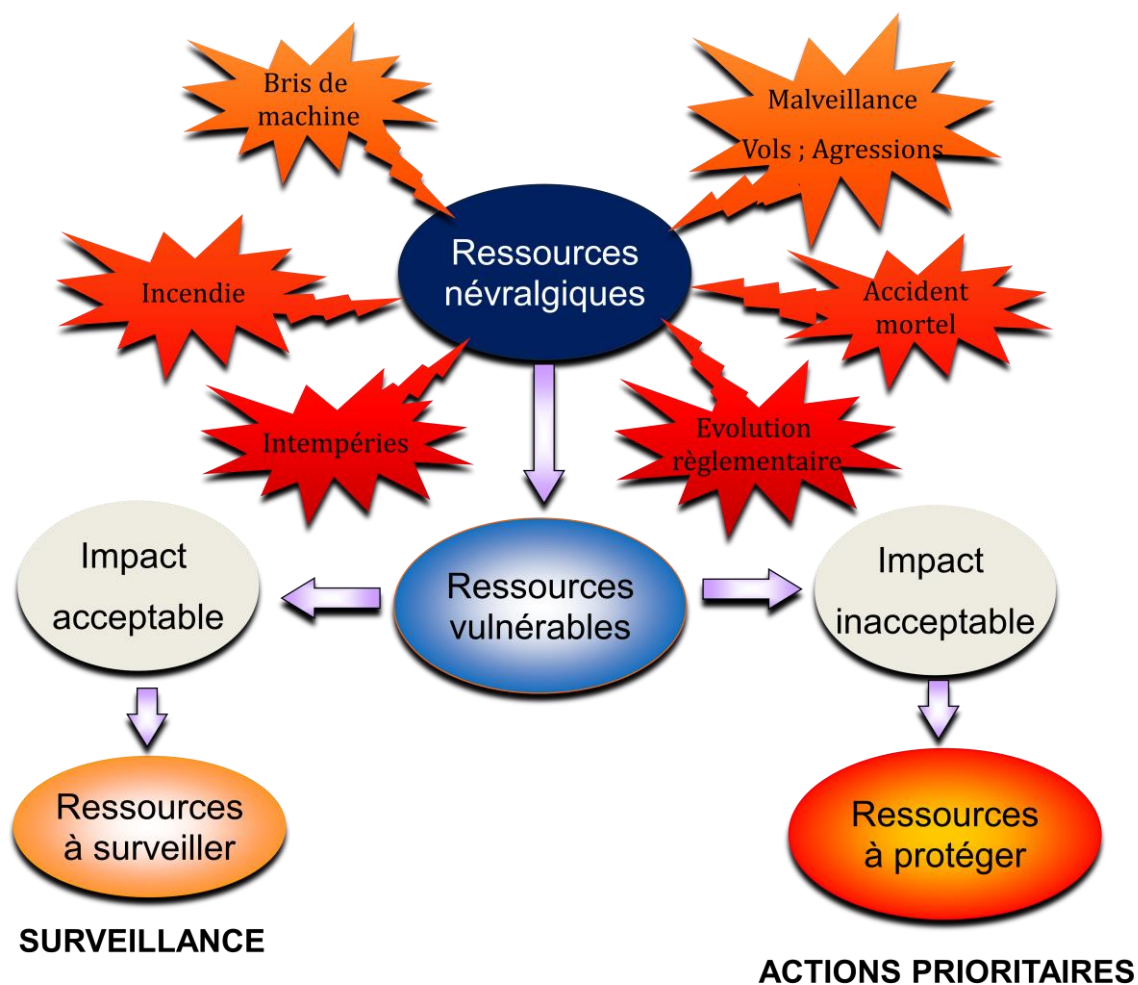 Bris de
machine
Malveillance
Vols ; Agressions
Ressources
névralgiques
Incendie
Accident
mortel
Intempéries
Evolution
règlementaire
Impact
acceptable
Ressources
vulnérables
Impact
inacceptable
Ressources
à surveiller
Ressources
à protéger
SURVEILLANCE
ACTIONS PRIORITAIRES